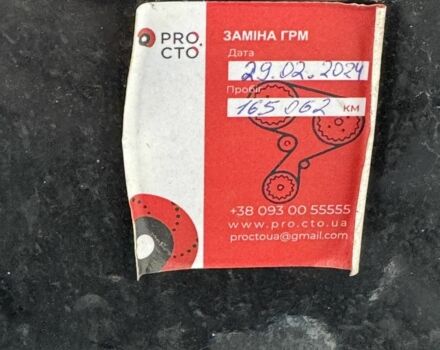 PRO.
СТО
ЗАМІНА ГРМ
Дата
29.02.2024
Пробіг
165 062 КМ
+38 093 00 55555
www.pro.cto.ua
proctoua@gmail.com